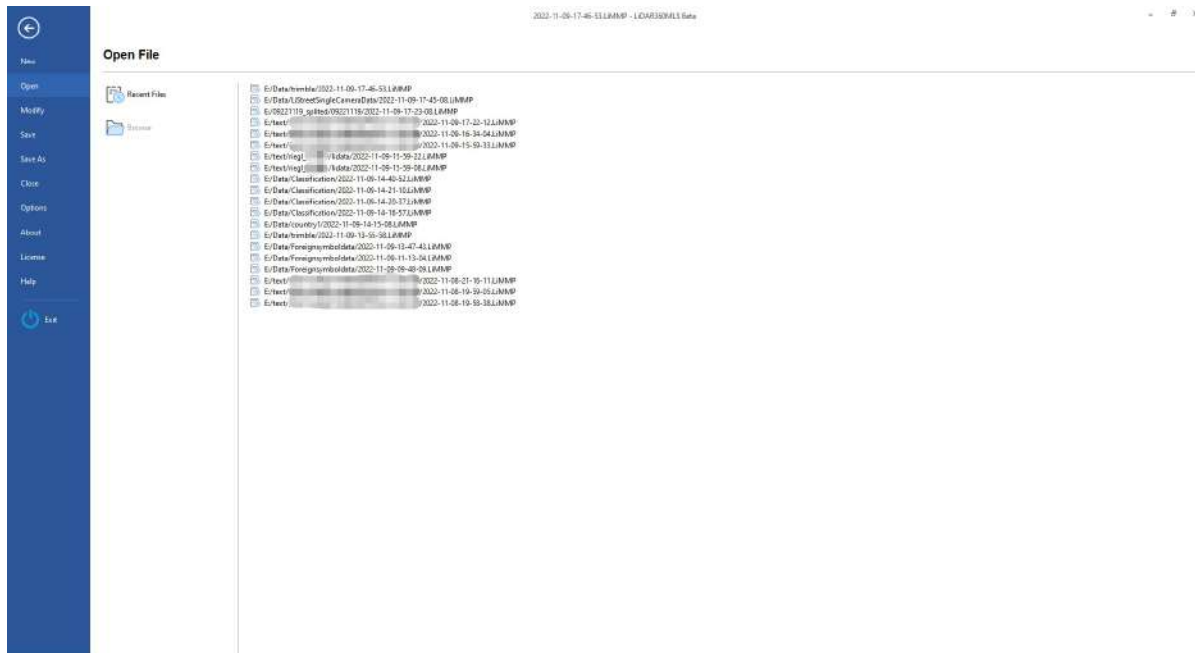 2022-11-09-17-46-53.LiMMP - LiDAR360MLS Beta
Open File
New
Open
Modify
Save
Save As
Close
Options
About
License
Help
Exit
Recent Files
Browse
E:/Data/trimble/2022-11-09-17-46-53.LiMMP
E:/Data/LiStreetSingleCameraData/2022-11-09-17-45-08.LiMMP
E:/09221119_splited/09221119/2022-11-09-17-23-08.LiMMP
E:/text/ /2022-11-09-17-22-12.LiMMP
E:/text/ /2022-11-09-16-34-04.LiMMP
E:/text/ /2022-11-09-15-59-33.LiMMP
E:/text/riegl_ /lidata/2022-11-09-15-59-22.LiMMP
E:/text/riegl_ /lidata/2022-11-09-15-59-08.LiMMP
E:/Data/Classification/2022-11-09-14-40-52.LiMMP
E:/Data/Classification/2022-11-09-14-21-10.LiMMP
E:/Data/Classification/2022-11-09-14-20-37.LiMMP
E:/Data/Classification/2022-11-09-14-18-57.LiMMP
E:/Data/country1/2022-11-09-14-15-08.LiMMP
E:/Data/trimble/2022-11-09-13-55-58.LiMMP
E:/Data/Foreignsymboldata/2022-11-09-13-47-43.LiMMP
E:/Data/Foreignsymboldata/2022-11-09-11-13-04.LiMMP
E:/Data/Foreignsymboldata/2022-11-09-09-48-09.LiMMP
E:/text/ /2022-11-08-21-16-11.LiMMP
E:/text/ /2022-11-08-19-59-05.LiMMP
E:/text/ /2022-11-08-19-58-38.LiMMP